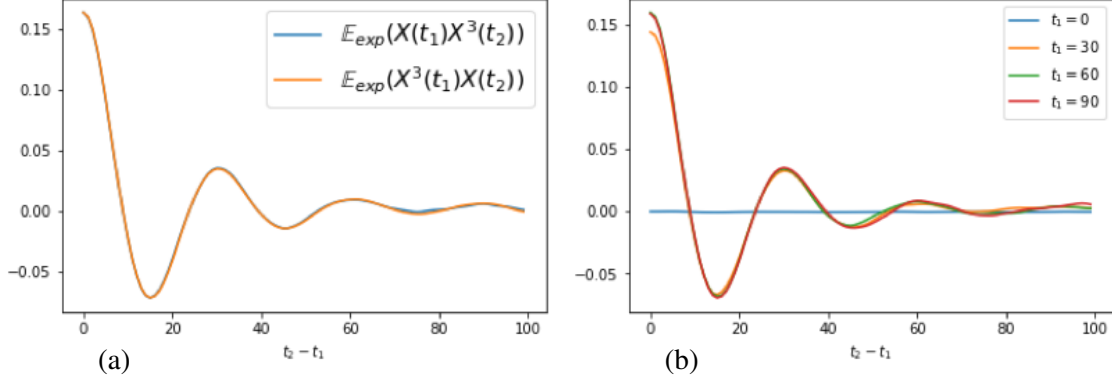 0.15
0.10
0.05
0.00
−0.05
0 20 40 60 80 100
t₂ − t₁
𝔼ₑₓₚ(X(t₁)X³(t₂))
𝔼ₑₓₚ(X³(t₁)X(t₂))
(a)
0.15
0.10
0.05
0.00
−0.05
0 20 40 60 80 100
t₂ − t₁
t₁ = 0
t₁ = 30
t₁ = 60
t₁ = 90
(b)